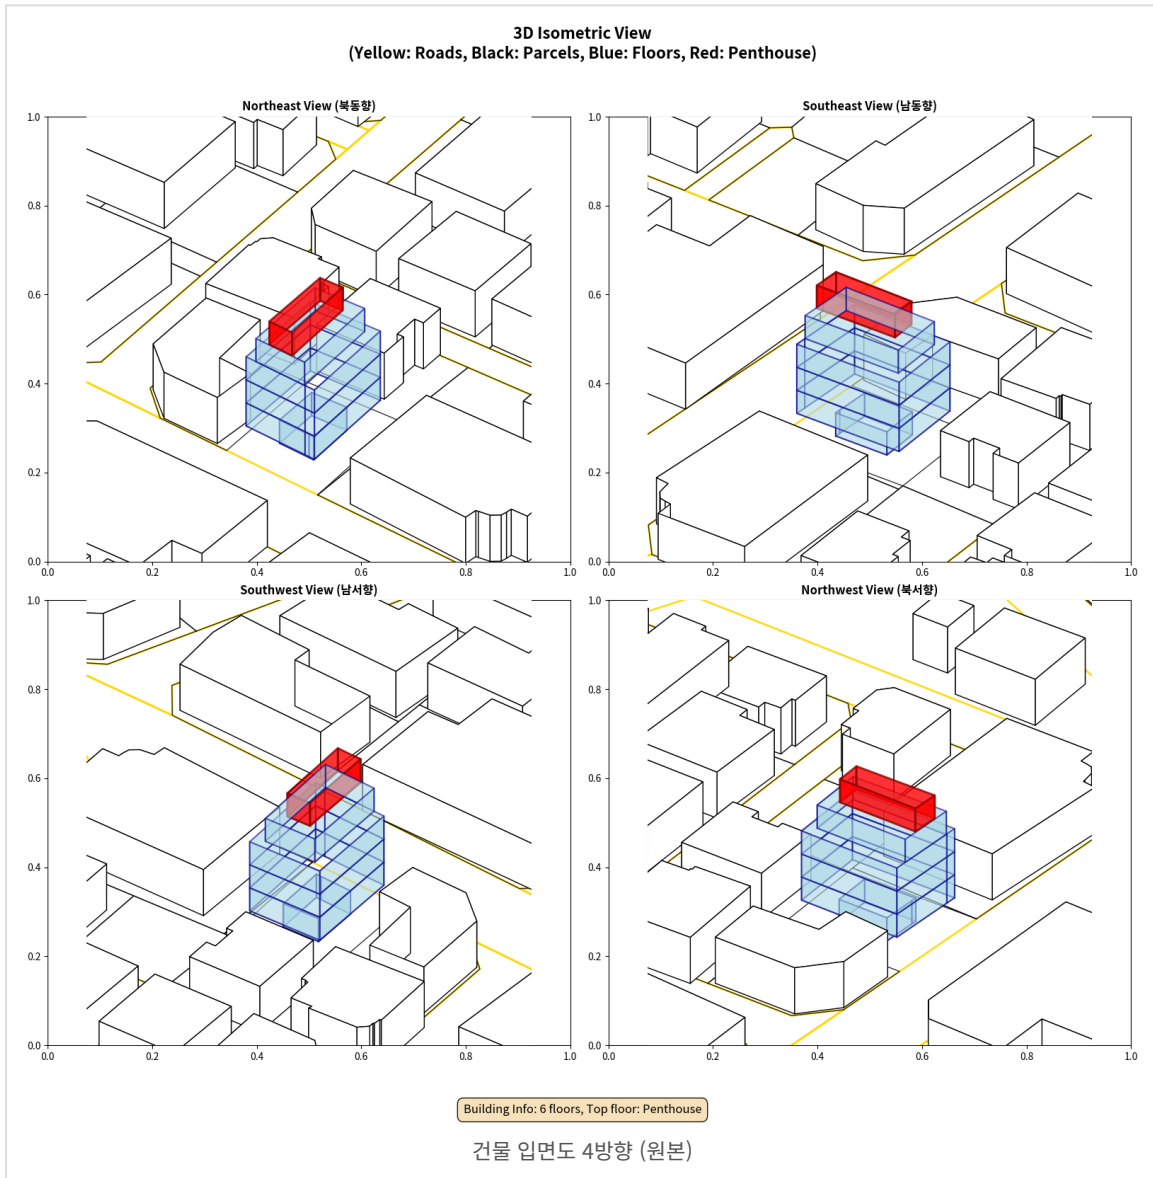 3D Isometric View
(Yellow: Roads, Black: Parcels, Blue: Floors, Red: Penthouse)
Northeast View (북동향)
1.0
0.8
0.6
0.4
0.2
0.0
0.0 0.2 0.4 0.6 0.8 1.0
Southeast View (남동향)
1.0
0.8
0.6
0.4
0.2
0.0
0.0 0.2 0.4 0.6 0.8 1.0
Southwest View (남서향)
1.0
0.8
0.6
0.4
0.2
0.0
0.0 0.2 0.4 0.6 0.8 1.0
Northwest View (북서향)
1.0
0.8
0.6
0.4
0.2
0.0
0.0 0.2 0.4 0.6 0.8 1.0
Building Info: 6 floors, Top floor: Penthouse
건물 입면도 4방향 (원본)